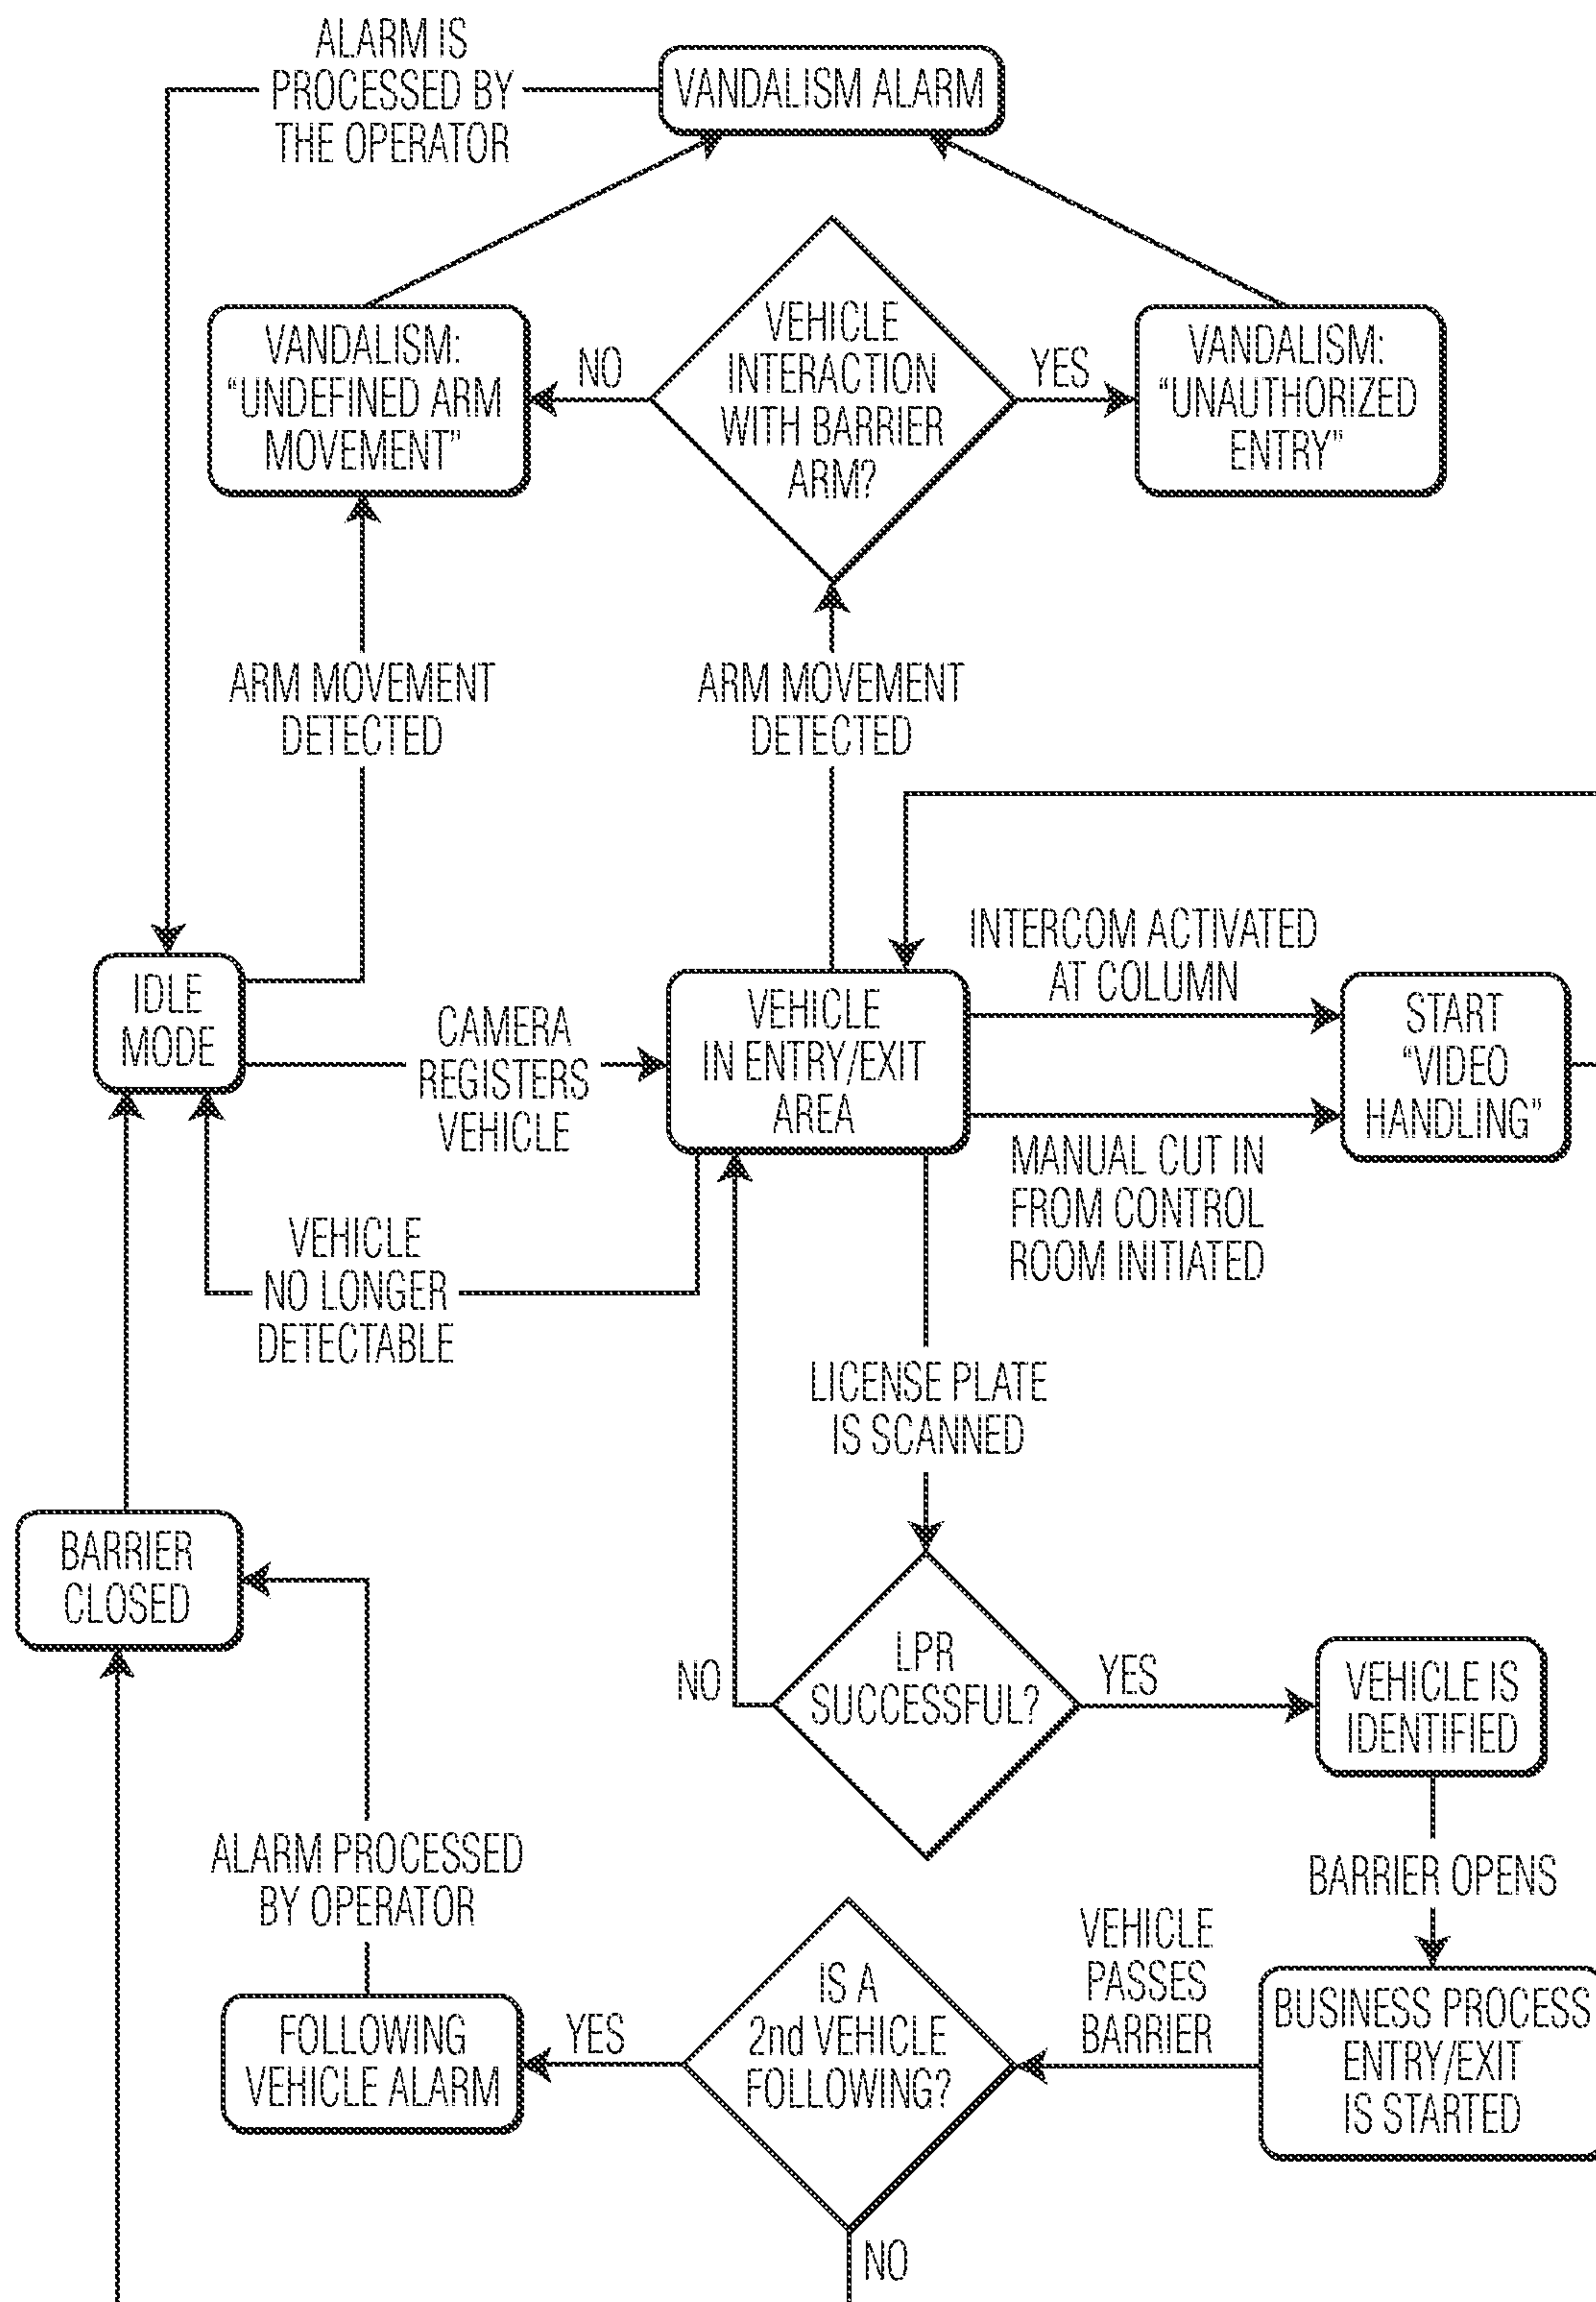 ALARM IS
PROCESSED BY
THE OPERATOR
VANDALISM ALARM
VANDALISM:
“UNDEFINED ARM
MOVEMENT”
NO
VEHICLE
INTERACTION
WITH BARRIER
ARM?
YES
VANDALISM:
“UNAUTHORIZED
ENTRY”
ARM MOVEMENT
DETECTED
ARM MOVEMENT
DETECTED
IDLE
MODE
CAMERA
REGISTERS
VEHICLE
VEHICLE
IN ENTRY/EXIT
AREA
INTERCOM ACTIVATED
AT COLUMN
START
“VIDEO
HANDLING”
MANUAL CUT IN
FROM CONTROL
ROOM INITIATED
VEHICLE
NO LONGER
DETECTABLE
LICENSE PLATE
IS SCANNED
BARRIER
CLOSED
NO
LPR
SUCCESSFUL?
YES
VEHICLE IS
IDENTIFIED
ALARM PROCESSED
BY OPERATOR
BARRIER OPENS
FOLLOWING
VEHICLE ALARM
YES
IS A
2nd VEHICLE
FOLLOWING?
VEHICLE
PASSES
BARRIER
BUSINESS PROCESS
ENTRY/EXIT
IS STARTED
NO